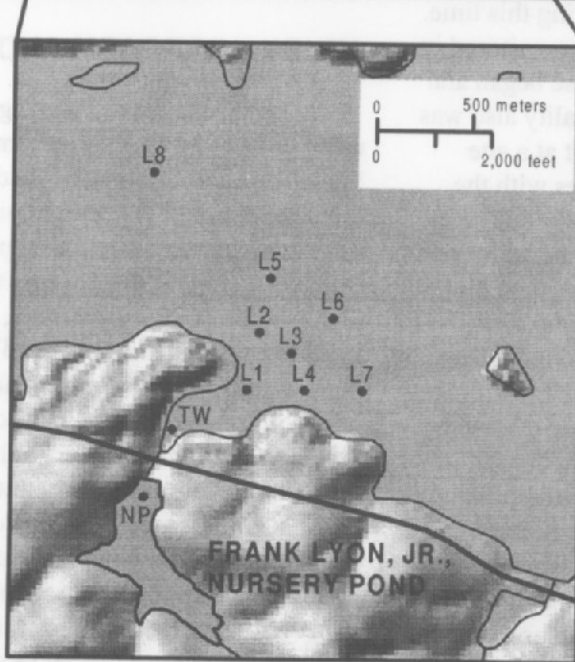 0 500 meters
0 2,000 feet
L8
L5
L6
L2
L3
L1 L4 L7
TW
NP
FRANK LYON, JR.,
NURSERY POND